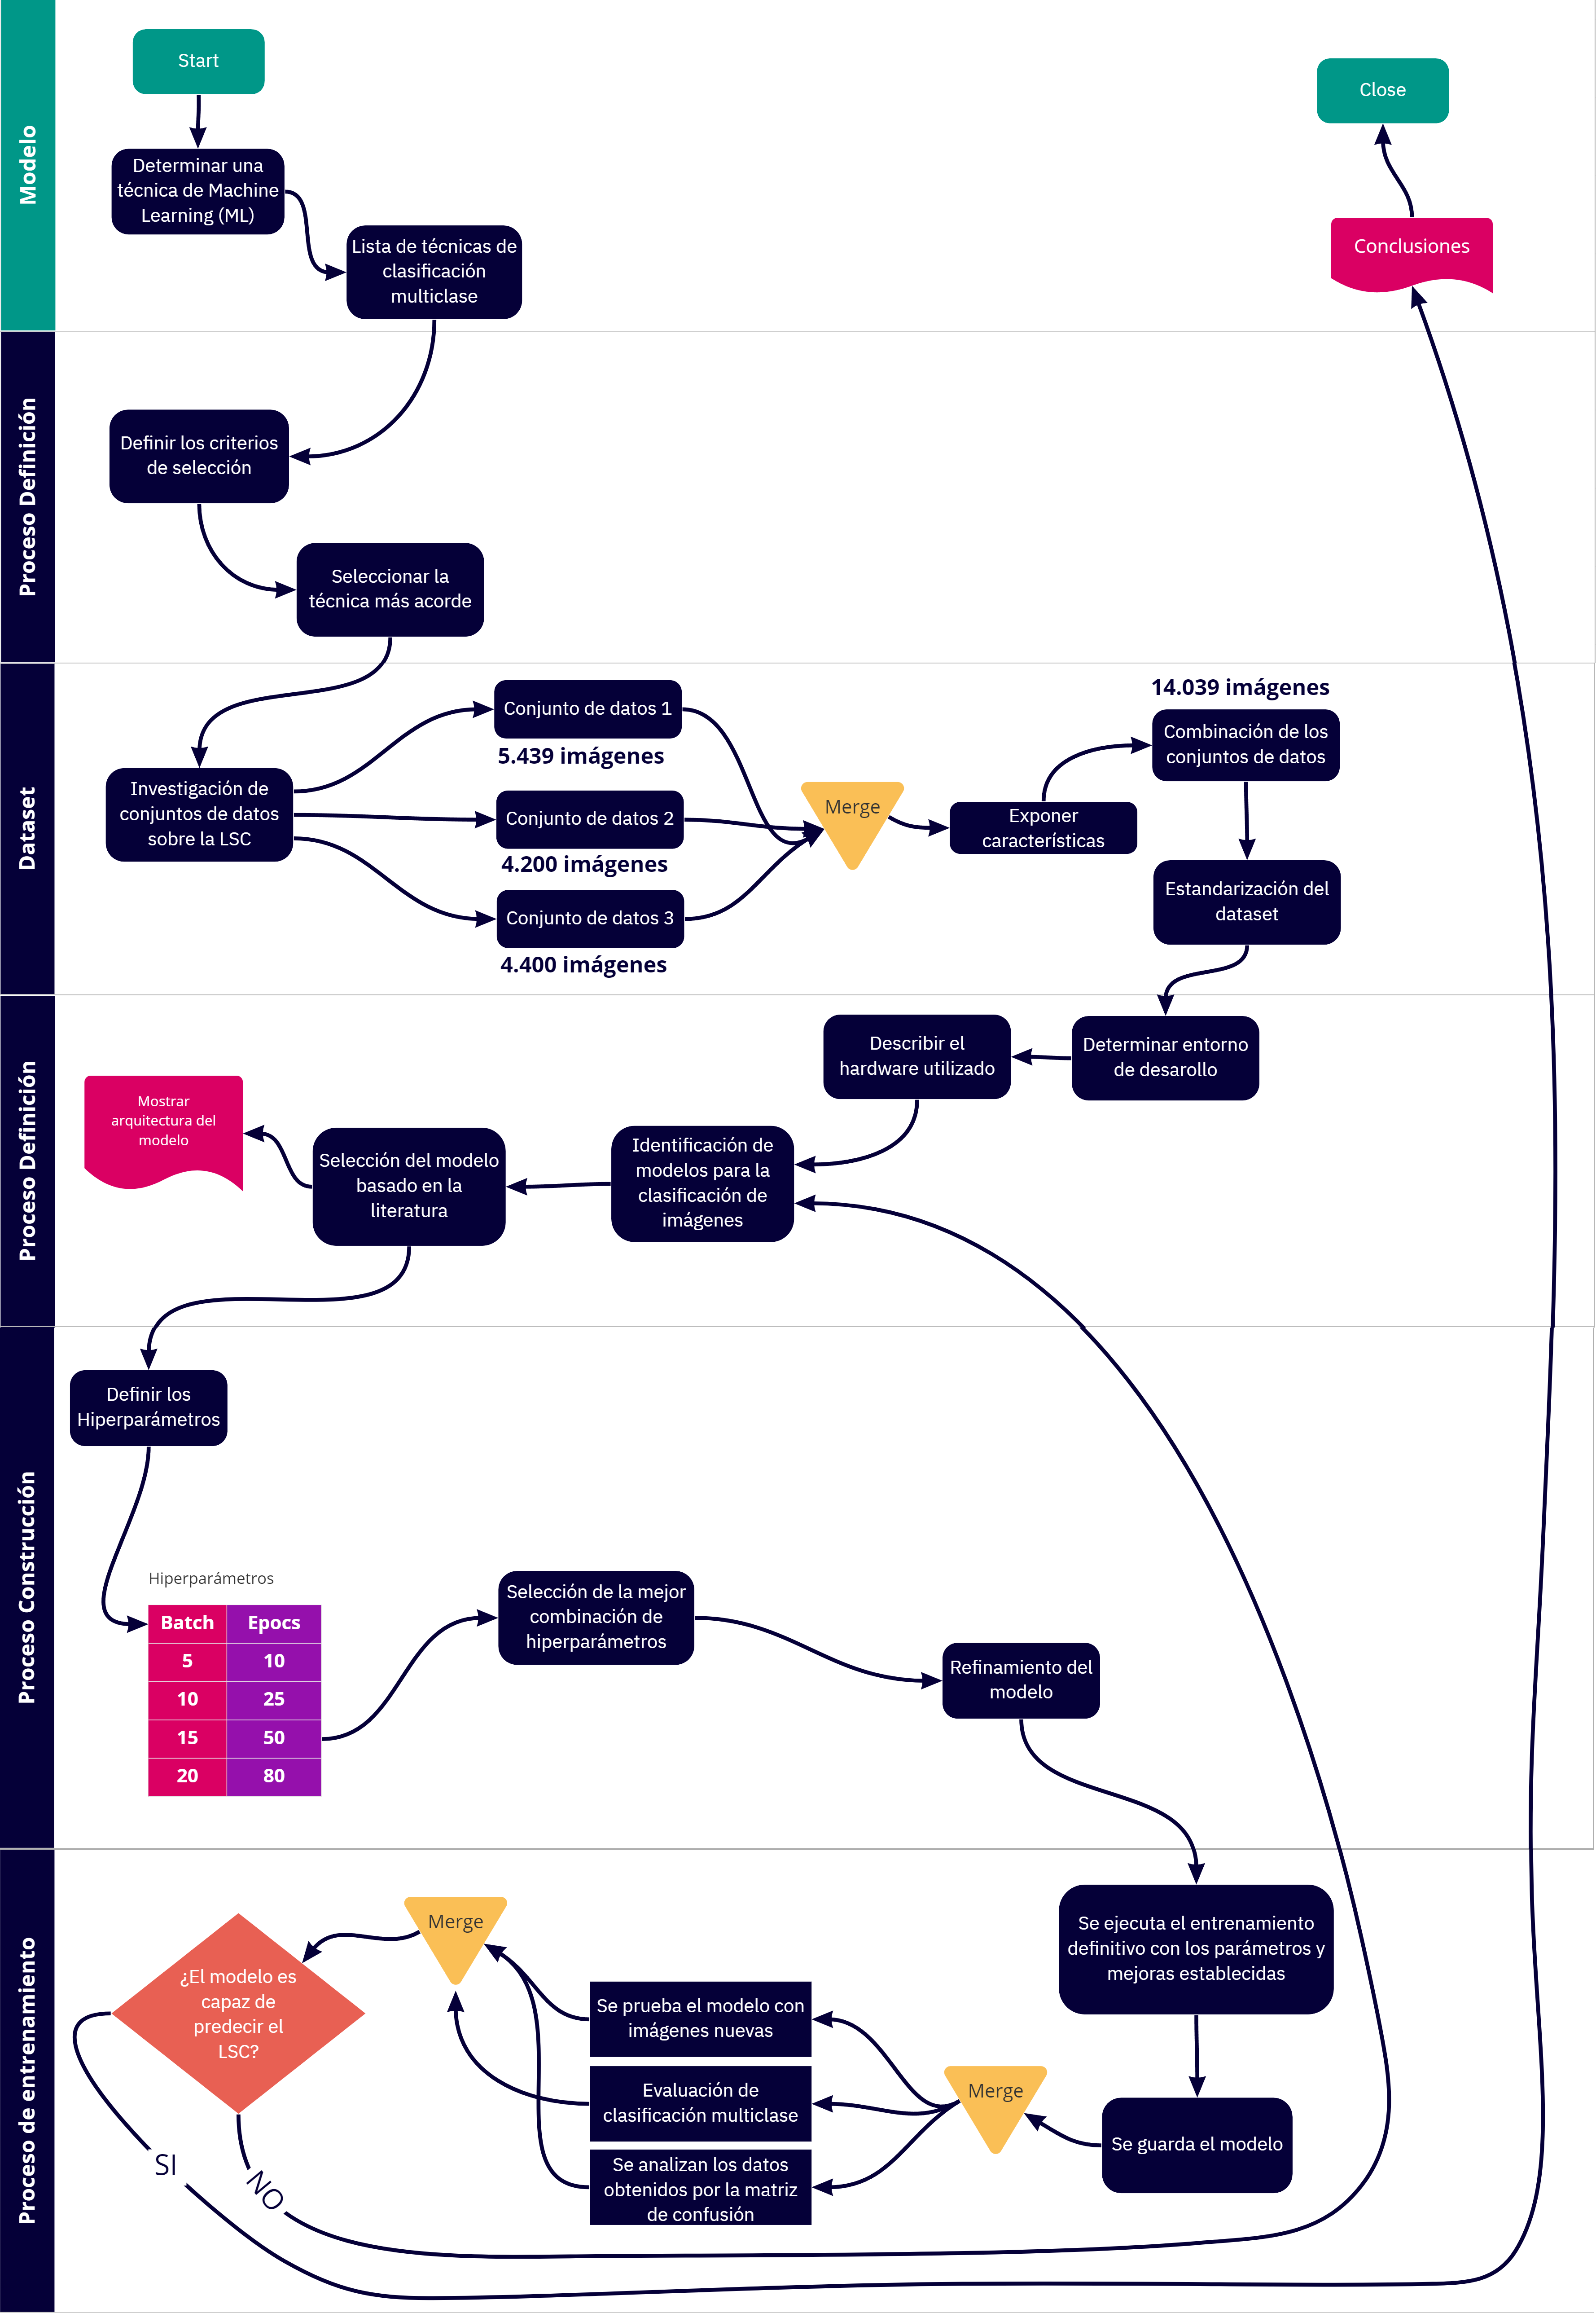 Modelo
Start
Close
Determinar una
técnica de Machine
Learning (ML)
Lista de técnicas de
clasificación
multiclase
Conclusiones
Proceso Definición
Definir los criterios
de selección
Seleccionar la
técnica más acorde
Dataset
Investigación de
conjuntos de datos
sobre la LSC
Conjunto de datos 1
5.439 imágenes
Conjunto de datos 2
4.200 imágenes
Conjunto de datos 3
4.400 imágenes
Merge
Exponer
características
14.039 imágenes
Combinación de los
conjuntos de datos
Estandarización del
dataset
Proceso Definición
Determinar entorno
de desarollo
Describir el
hardware utilizado
Identificación de
modelos para la
clasificación de
imágenes
Selección del modelo
basado en la
literatura
Mostrar
arquitectura del
modelo
Proceso Construcción
Definir los
Hiperparámetros
Hiperparámetros
Batch Epocs
5 10
10 25
15 50
20 80
Selección de la mejor
combinación de
hiperparámetros
Refinamiento del
modelo
Proceso de entrenamiento
Se ejecuta el entrenamiento
definitivo con los parámetros y
mejoras establecidas
Se guarda el modelo
Merge
Se prueba el modelo con
imágenes nuevas
Evaluación de
clasificación multiclase
Se analizan los datos
obtenidos por la matriz
de confusión
Merge
¿El modelo es
capaz de
predecir el
LSC?
SI
NO